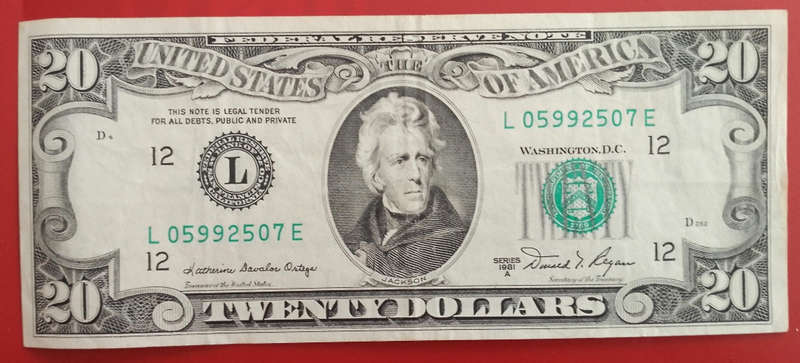 FEDERAL RESERVE NOTE
20 20
UNITED STATES THE OF AMERICA
THIS NOTE IS LEGAL TENDER
FOR ALL DEBTS, PUBLIC AND PRIVATE
L 05992507 E
D 4
12
WASHINGTON, D.C.
12
L
L 05992507 E
D 252
12
Katherine Davalos Ortega
Treasurer of the United States.
JACKSON
SERIES
1981
A
Donald T. Regan
Secretary of the Treasury.
12
20 TWENTY DOLLARS 20